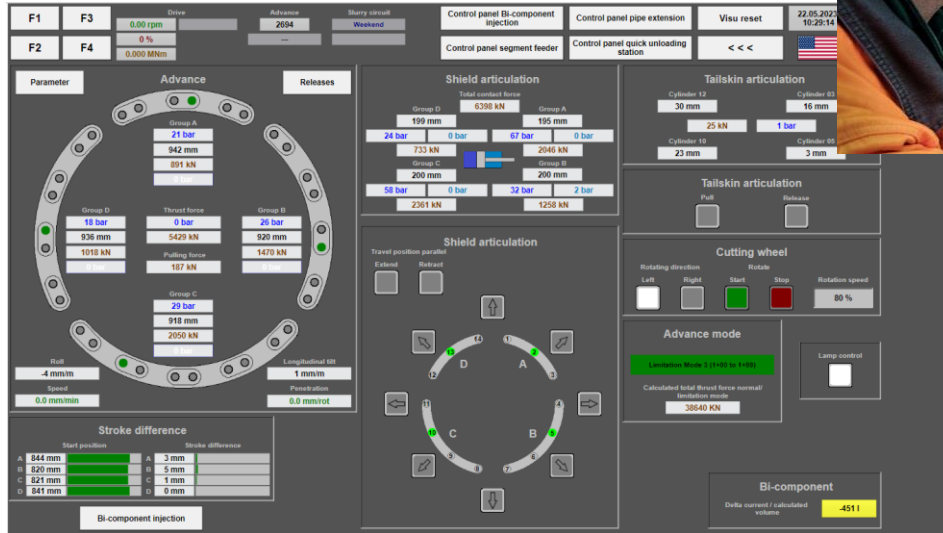 F1
F3
Drive
0.00 rpm
Advance
2694
Slurry circuit
Weekend
Control panel Bi-component injection
Control panel pipe extension
Visu reset
22.05.2023
10:29:14
F2
F4
0 %
0.000 MNm
---
Control panel segment feeder
Control panel quick unloading station
< < <
Parameter
Advance
Releases
Group A
21 bar
942 mm
891 kN
0 bar
Group D
18 bar
936 mm
1018 kN
0 bar
Thrust force
0 bar
5429 kN
Pulling force
187 kN
Group B
26 bar
920 mm
1470 kN
0 bar
Group C
29 bar
918 mm
2050 kN
0 bar
Roll
-4 mm/m
Longitudinal tilt
1 mm/m
Speed
0.0 mm/min
Penetration
0.0 mm/rot
Stroke difference
Start position
Stroke difference
A 844 mm A 3 mm
B 820 mm B 5 mm
C 821 mm C 1 mm
D 841 mm D 0 mm
Bi-component injection
Shield articulation
Total contact force
6398 kN
Group D
199 mm
24 bar 0 bar
733 kN
Group A
195 mm
67 bar 0 bar
2046 kN
Group C
200 mm
58 bar 0 bar
2361 kN
Group B
200 mm
32 bar 2 bar
1258 kN
Shield articulation
Travel position parallel
Extend Retract
14 1
13 2
D A
12 3
11 4
10 5
C B
9 6
8 7
Tailskin articulation
Cylinder 12
30 mm
Cylinder 03
16 mm
25 kN
1 bar
Cylinder 10
23 mm
Cylinder 05
3 mm
Tailskin articulation
Pull Release
Cutting wheel
Rotating direction Rotate
Left Right Start Stop Rotation speed
80 %
Advance mode
Limitation Mode 3 (1+90 to 1+99)
Calculated total thrust force normal/
limitation mode
38640 KN
Lamp control
Bi-component
Delta current / calculated
volume
-451 l